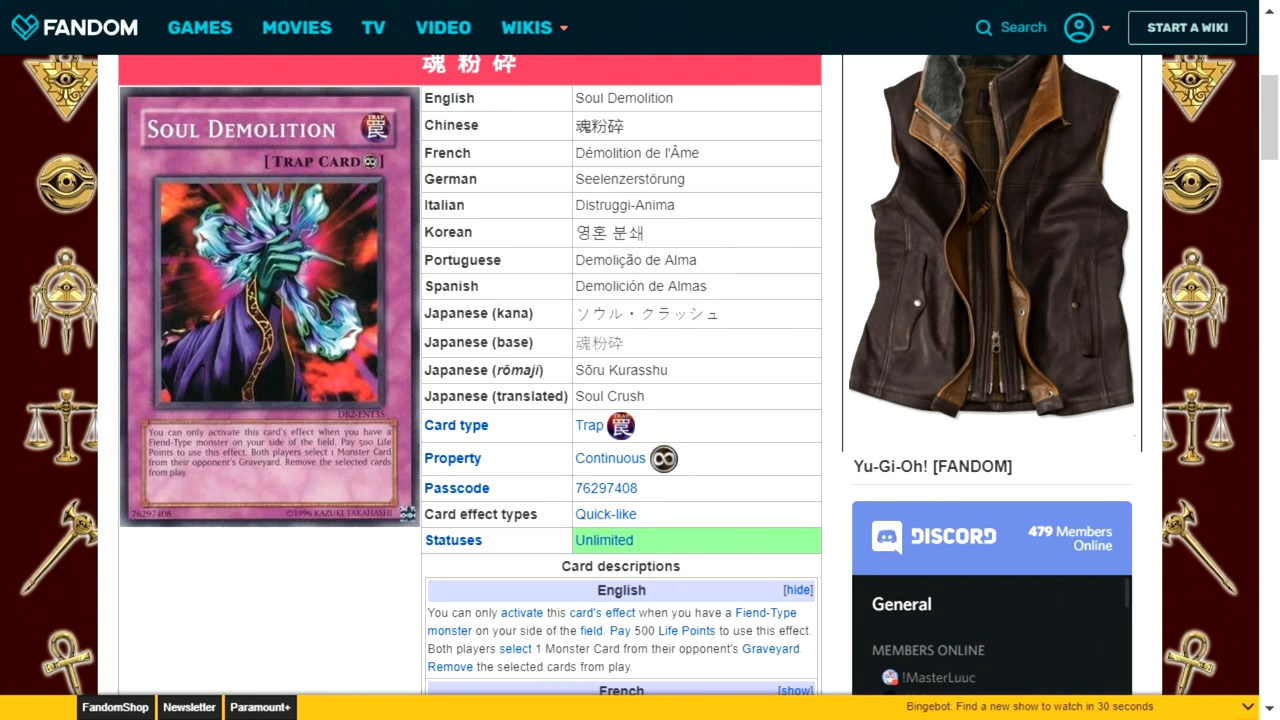 FANDOM GAMES MOVIES TV VIDEO WIKIS Search START A WIKI
魂粉砕
SOUL DEMOLITION
TRAP
罠
[TRAP CARD]
DB2-EN135
You can only activate this card's effect when you have a
Fiend-Type monster on your side of the field. Pay 500 Life
Points to use this effect. Both players select 1 Monster Card
from their opponent's Graveyard. Remove the selected cards
from play.
76297408 ©1996 KAZUKI TAKAHASHI
English Soul Demolition
Chinese 魂粉碎
French Démolition de l'Âme
German Seelenzerstörung
Italian Distruggi-Anima
Korean 영혼 분쇄
Portuguese Demolição de Alma
Spanish Demolición de Almas
Japanese (kana) ソウル・クラッシュ
Japanese (base) 魂粉砕
Japanese (rōmaji) Sōru Kurasshu
Japanese (translated) Soul Crush
Card type Trap
Property Continuous
Passcode 76297408
Card effect types Quick-like
Statuses Unlimited
Card descriptions
English [hide]
You can only activate this card's effect when you have a Fiend-Type
monster on your side of the field. Pay 500 Life Points to use this effect.
Both players select 1 Monster Card from their opponent's Graveyard.
Remove the selected cards from play.
French [show]
Yu-Gi-Oh! [FANDOM]
DISCORD 479 Members
Online
General
MEMBERS ONLINE
!MasterLuuc
FandomShop Newsletter Paramount+ Bingebot: Find a new show to watch in 30 seconds